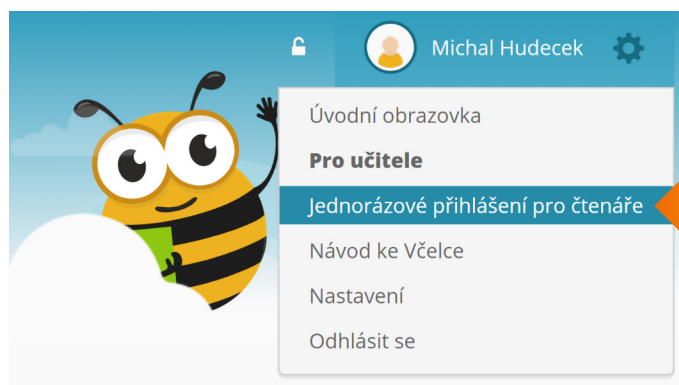 Michal Hudecek
Úvodní obrazovka
Pro učitele
Jednorázové přihlášení pro čtenáře
Návod ke Včelce
Nastavení
Odhlásit se